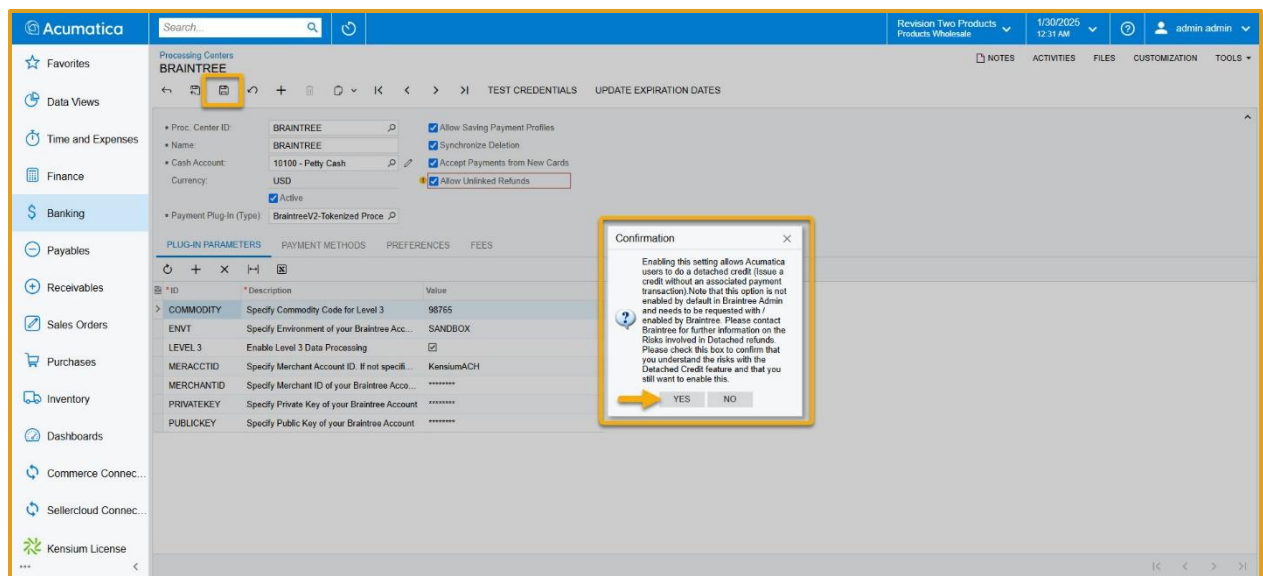 Acumatica
Search...
Revision Two Products
Products Wholesale
1/30/2025
12:31 AM
admin admin
Favorites
Data Views
Time and Expenses
Finance
Banking
Payables
Receivables
Sales Orders
Purchases
Inventory
Dashboards
Commerce Connec...
Sellercloud Connec...
Kensium License
Processing Centers
BRAINTREE
NOTES ACTIVITIES FILES CUSTOMIZATION TOOLS
TEST CREDENTIALS UPDATE EXPIRATION DATES
* Proc. Center ID: BRAINTREE Allow Saving Payment Profiles
* Name: BRAINTREE Synchronize Deletion
* Cash Account: 10100 - Petty Cash Accept Payments from New Cards
Currency: USD Allow Unlinked Refunds
Active
* Payment Plug-In (Type): BraintreeV2-Tokenized Proce
PLUG-IN PARAMETERS PAYMENT METHODS PREFERENCES FEES
* ID * Description Value
COMMODITY Specify Commodity Code for Level 3 98765
ENVT Specify Environment of your Braintree Acc... SANDBOX
LEVEL 3 Enable Level 3 Data Processing
MERACCTID Specify Merchant Account ID. If not specifi... KensiumACH
MERCHANTID Specify Merchant ID of your Braintree Acco... ********
PRIVATEKEY Specify Private Key of your Braintree Account ********
PUBLICKEY Specify Public Key of your Braintree Account ********
Confirmation
Enabling this setting allows Acumatica
users to do a detached credit (Issue a
credit without an associated payment
transaction).Note that this option is not
enabled by default in Braintree Admin
and needs to be requested with /
enabled by Braintree. Please contact
Braintree for further information on the
Risks involved in Detached refunds.
Please check this box to confirm that
you understand the risks with the
Detached Credit feature and that you
still want to enable this.
YES NO